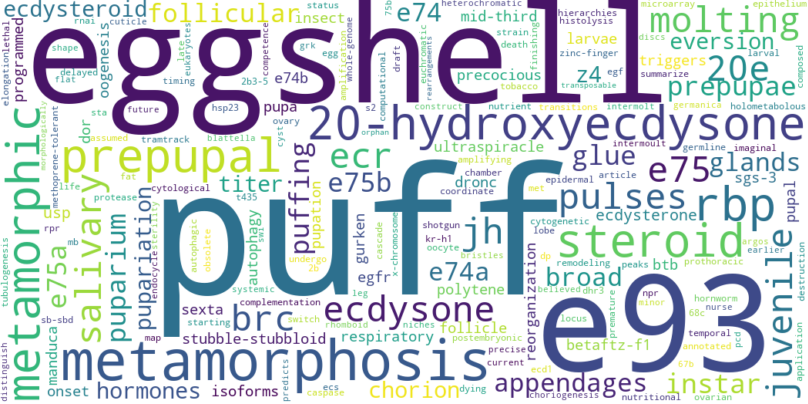 ecdysteroid
follicular
eggshell
molting
eversion
20e
prepupae
z4
20-hydroxyecdysone
glue
e75
glands
sgs-3
rbp
pulses
ecdysterone
steroid
broad
btb
betaftz-f1
e93
juvenile
appendages
instar
puff
prepupal
ecr
e75b
titer
jh
e74a
polytene
ecdysone
brc
stubble-stubbloid
metamorphosis
metamorphic
salivary
puparium
pupariation
puffing
pupation
autophagy
hormones
isoforms
chorion
respiratory
follicle
manduca
sexta
onset
e75a
usp
dor
programmed
oogenesis
insect
e74
e74b
mid-third
precocious
larvae
triggers
ultraspiracle
dronc
gurken
egfr
reorganization
pupa
pupal
zinc-finger
hierarchies
histolysis
heterochromatic
euchromatic
rearrangements
microarray
epithelium
larval
discs
composed
holometabolous
transposable
summarize
draft
computational
whole-genome
amplification
competence
eukaryotes
late
status
rnai
cuticle
shape
delayed
flat
timing
future
hsp23
2b3-5
grk
egg
strain
death
finishing
tobacco
egf
elongation
lethal
tramtrack
blattella
germanica
assumed
morphologically
methoprene-tolerant
life
fat
protease
cytological
rpr
mb
sb-sbd
tubulogenesis
distinguish
map
endocycle
sterility
autophagic
obsolete
t435
swi
undergo
2b
systemic
complementation
starting
switch
rhomboid
leg
niches
cascade
x-chromosome
shotgun
kr-h1
oocyte
bristles
chamber
amplifying
coordinate
cytogenetic
lobe
epidermal
article
met
construct
nutrient
transitions
intermolt
intermoult
germline
imaginal
orphan
s2
ovary
cyst
sta
postembryonic
precise
current
predicts
caspase
ecs
dying
choriogenesis
ecd1
nutritional
ovarian
67b
68c
pcd
annotated
temporal
nurse
minor
npr
locus
premature
dhr3
believed
peaks
remodeling
dp
hornworm
prothoracic
argos
earlier
destruction
application
75b